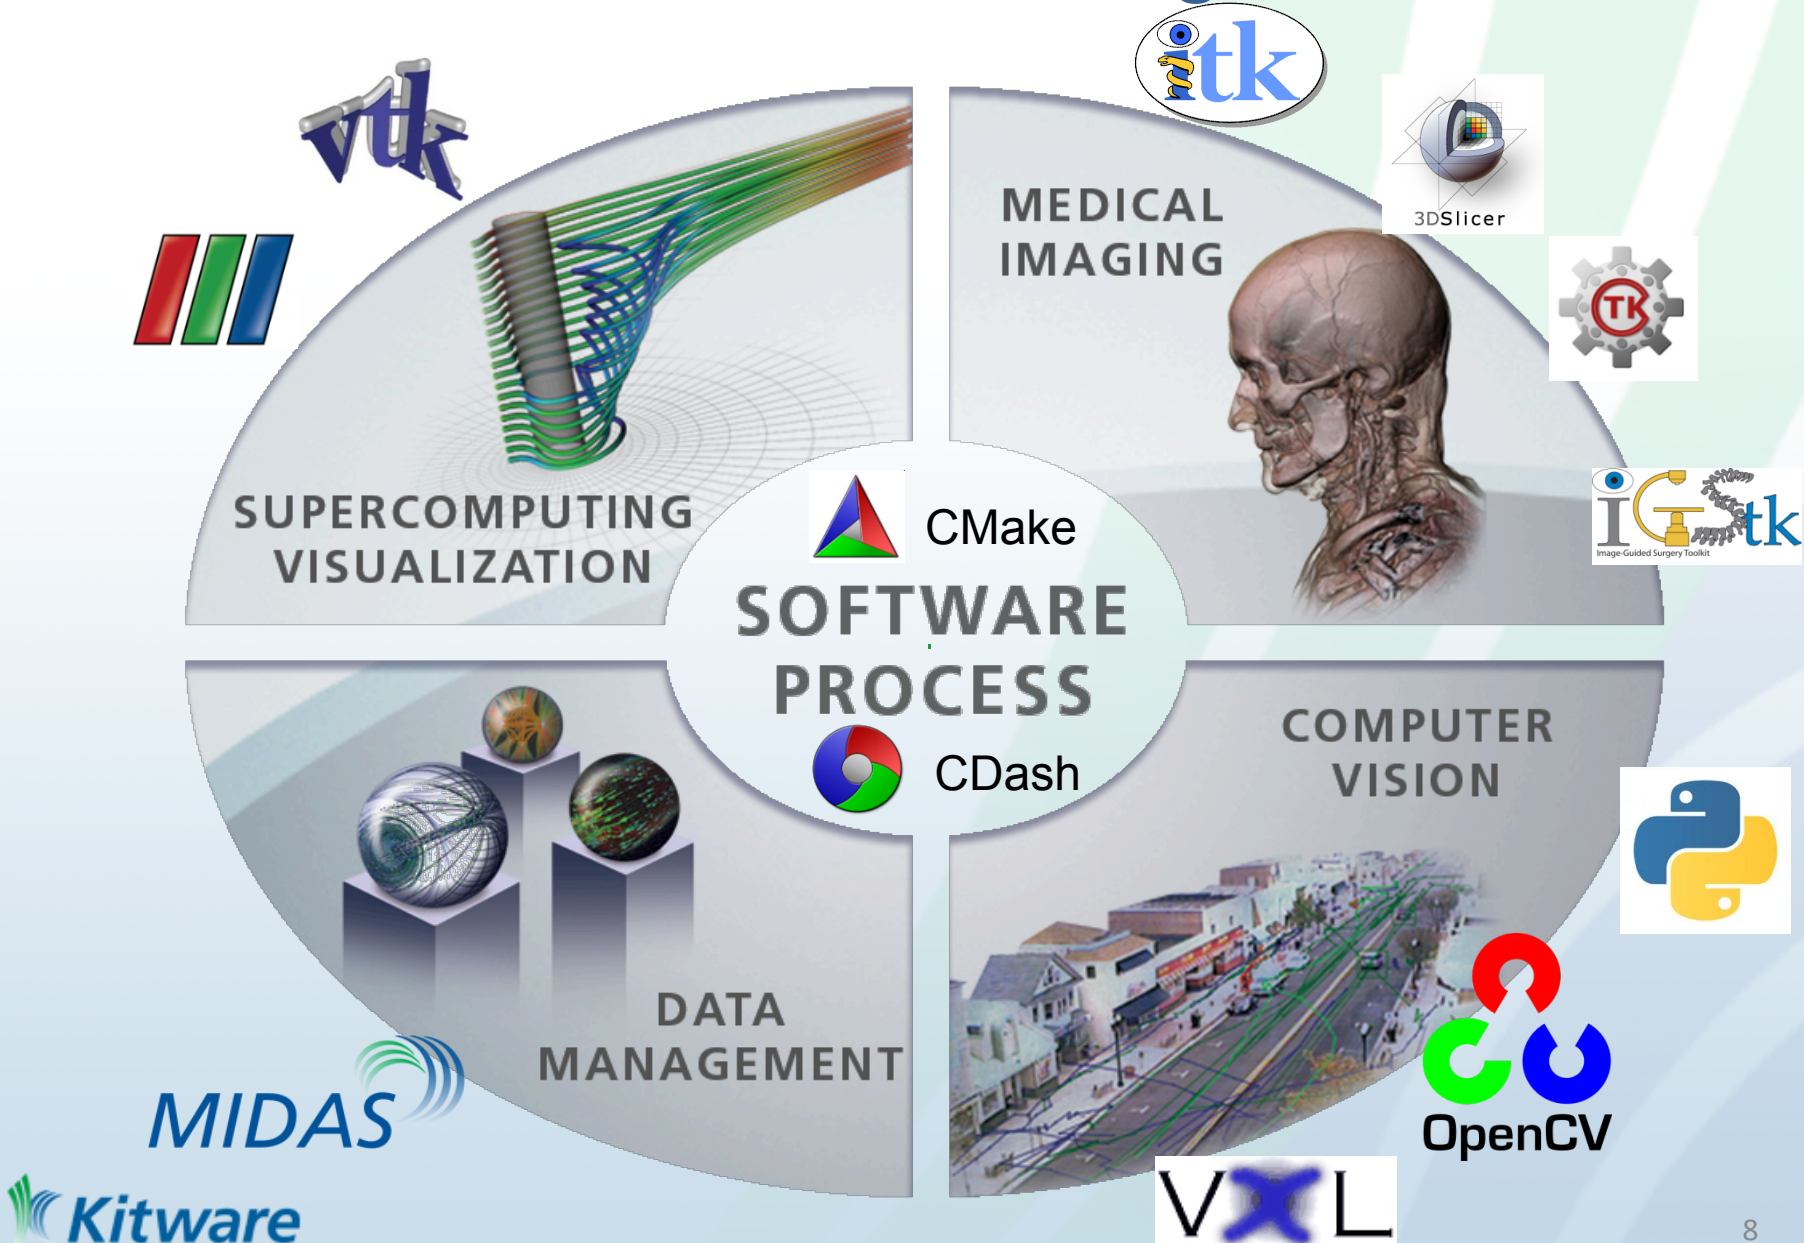 itk
vtk
3DSlicer
MEDICAL
IMAGING
CTK
SUPERCOMPUTING
VISUALIZATION
iGStk
Image-Guided Surgery Toolkit
CMake
SOFTWARE
PROCESS
CDash
COMPUTER
VISION
DATA
MANAGEMENT
MIDAS
OpenCV
VXL
Kitware
8